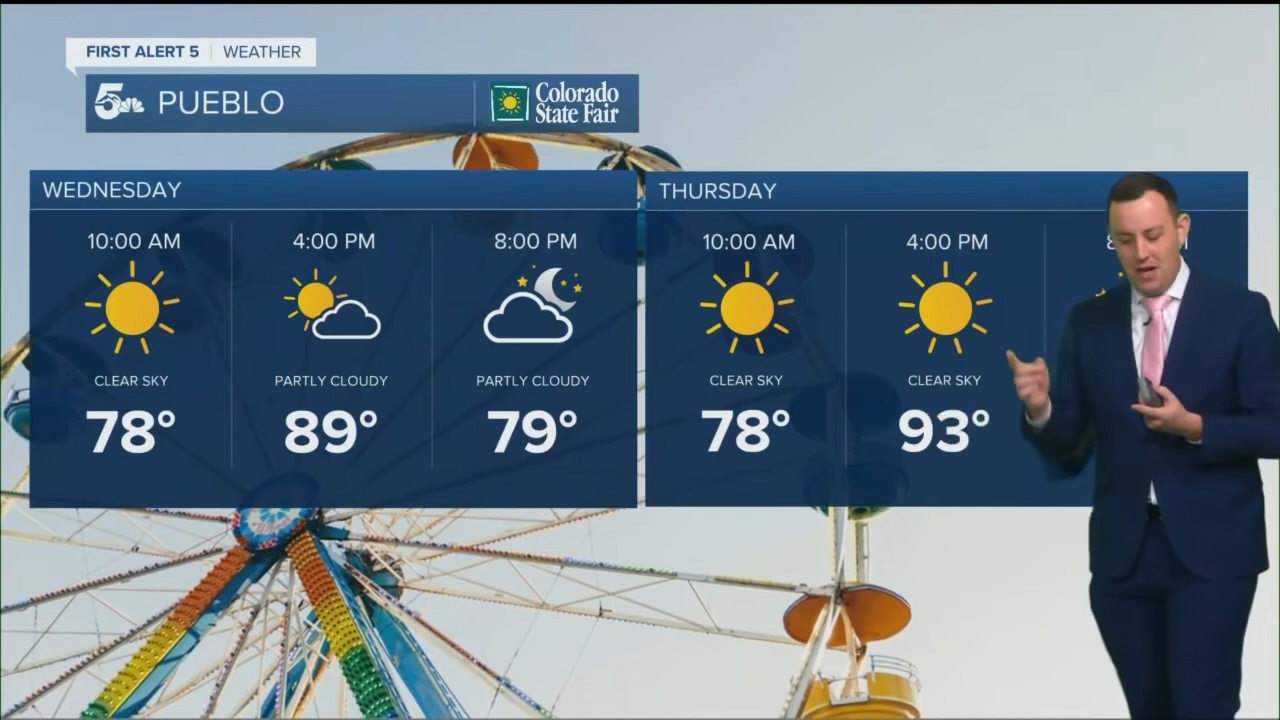 FIRST ALERT 5 | WEATHER
5 PUEBLO
Colorado
State Fair
WEDNESDAY
10:00 AM 4:00 PM 8:00 PM
CLEAR SKY PARTLY CLOUDY PARTLY CLOUDY
78° 89° 79°
THURSDAY
10:00 AM 4:00 PM
CLEAR SKY CLEAR SKY
78° 93°